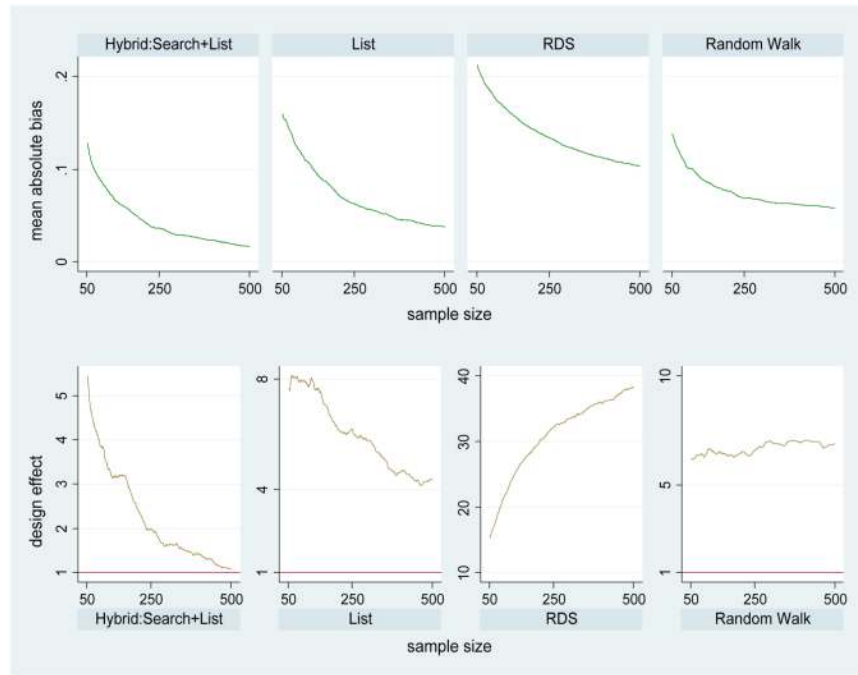 Hybrid:Search+List List RDS Random Walk
mean absolute bias
.2
.1
0
50 250 500 50 250 500 50 250 500 50 250 500
sample size
design effect
5
4
3
2
1
8
4
1
40
30
20
10
10
5
1
50 250 500 50 250 500 50 250 500 50 250 500
Hybrid:Search+List List RDS Random Walk
sample size